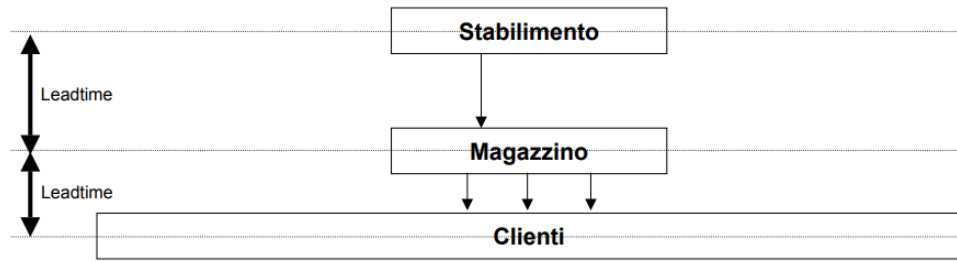 Stabilimento
Leadtime
Magazzino
Leadtime
Clienti